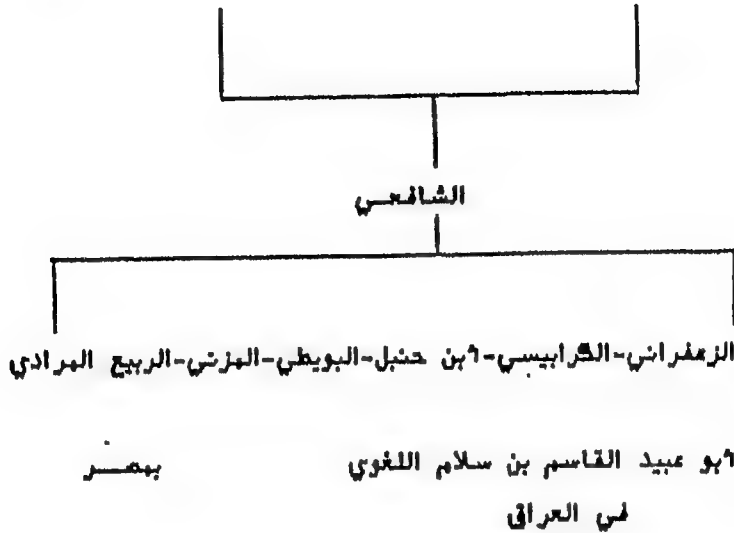 الشافعي
الزعفراني-الكرابيسي-ابن حنبل-البويطي-المزني-الربيع المرادي
ابو عبيد القاسم بن سلام اللغوي
بمصر
في العراق